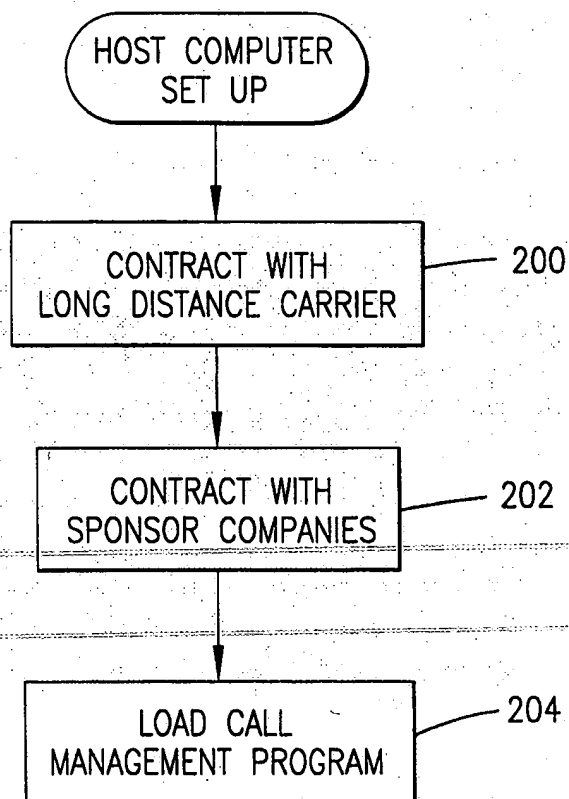 HOST COMPUTER
SET UP
CONTRACT WITH
LONG DISTANCE CARRIER
200
CONTRACT WITH
SPONSOR COMPANIES
202
LOAD CALL
MANAGEMENT PROGRAM
204